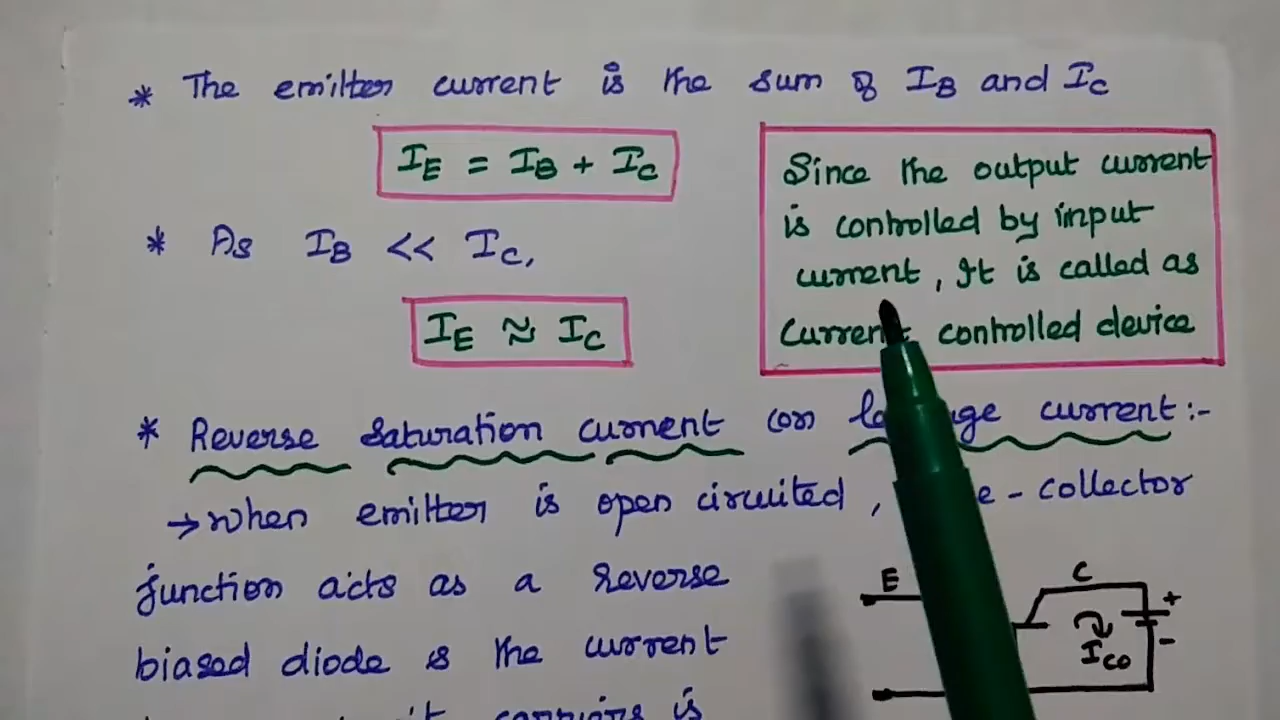 * The emitter current is the sum of IB and IC
IE = IB + IC
* As IB << IC,
IE ≈ IC
Since the output current
is controlled by input
current, It is called as
Current controlled device
* Reverse Saturation current (or) current :-
→ When emitter is open circuited, - collector
junction acts as a reverse
biased diode & the current
is
E
C
+
-
ICO